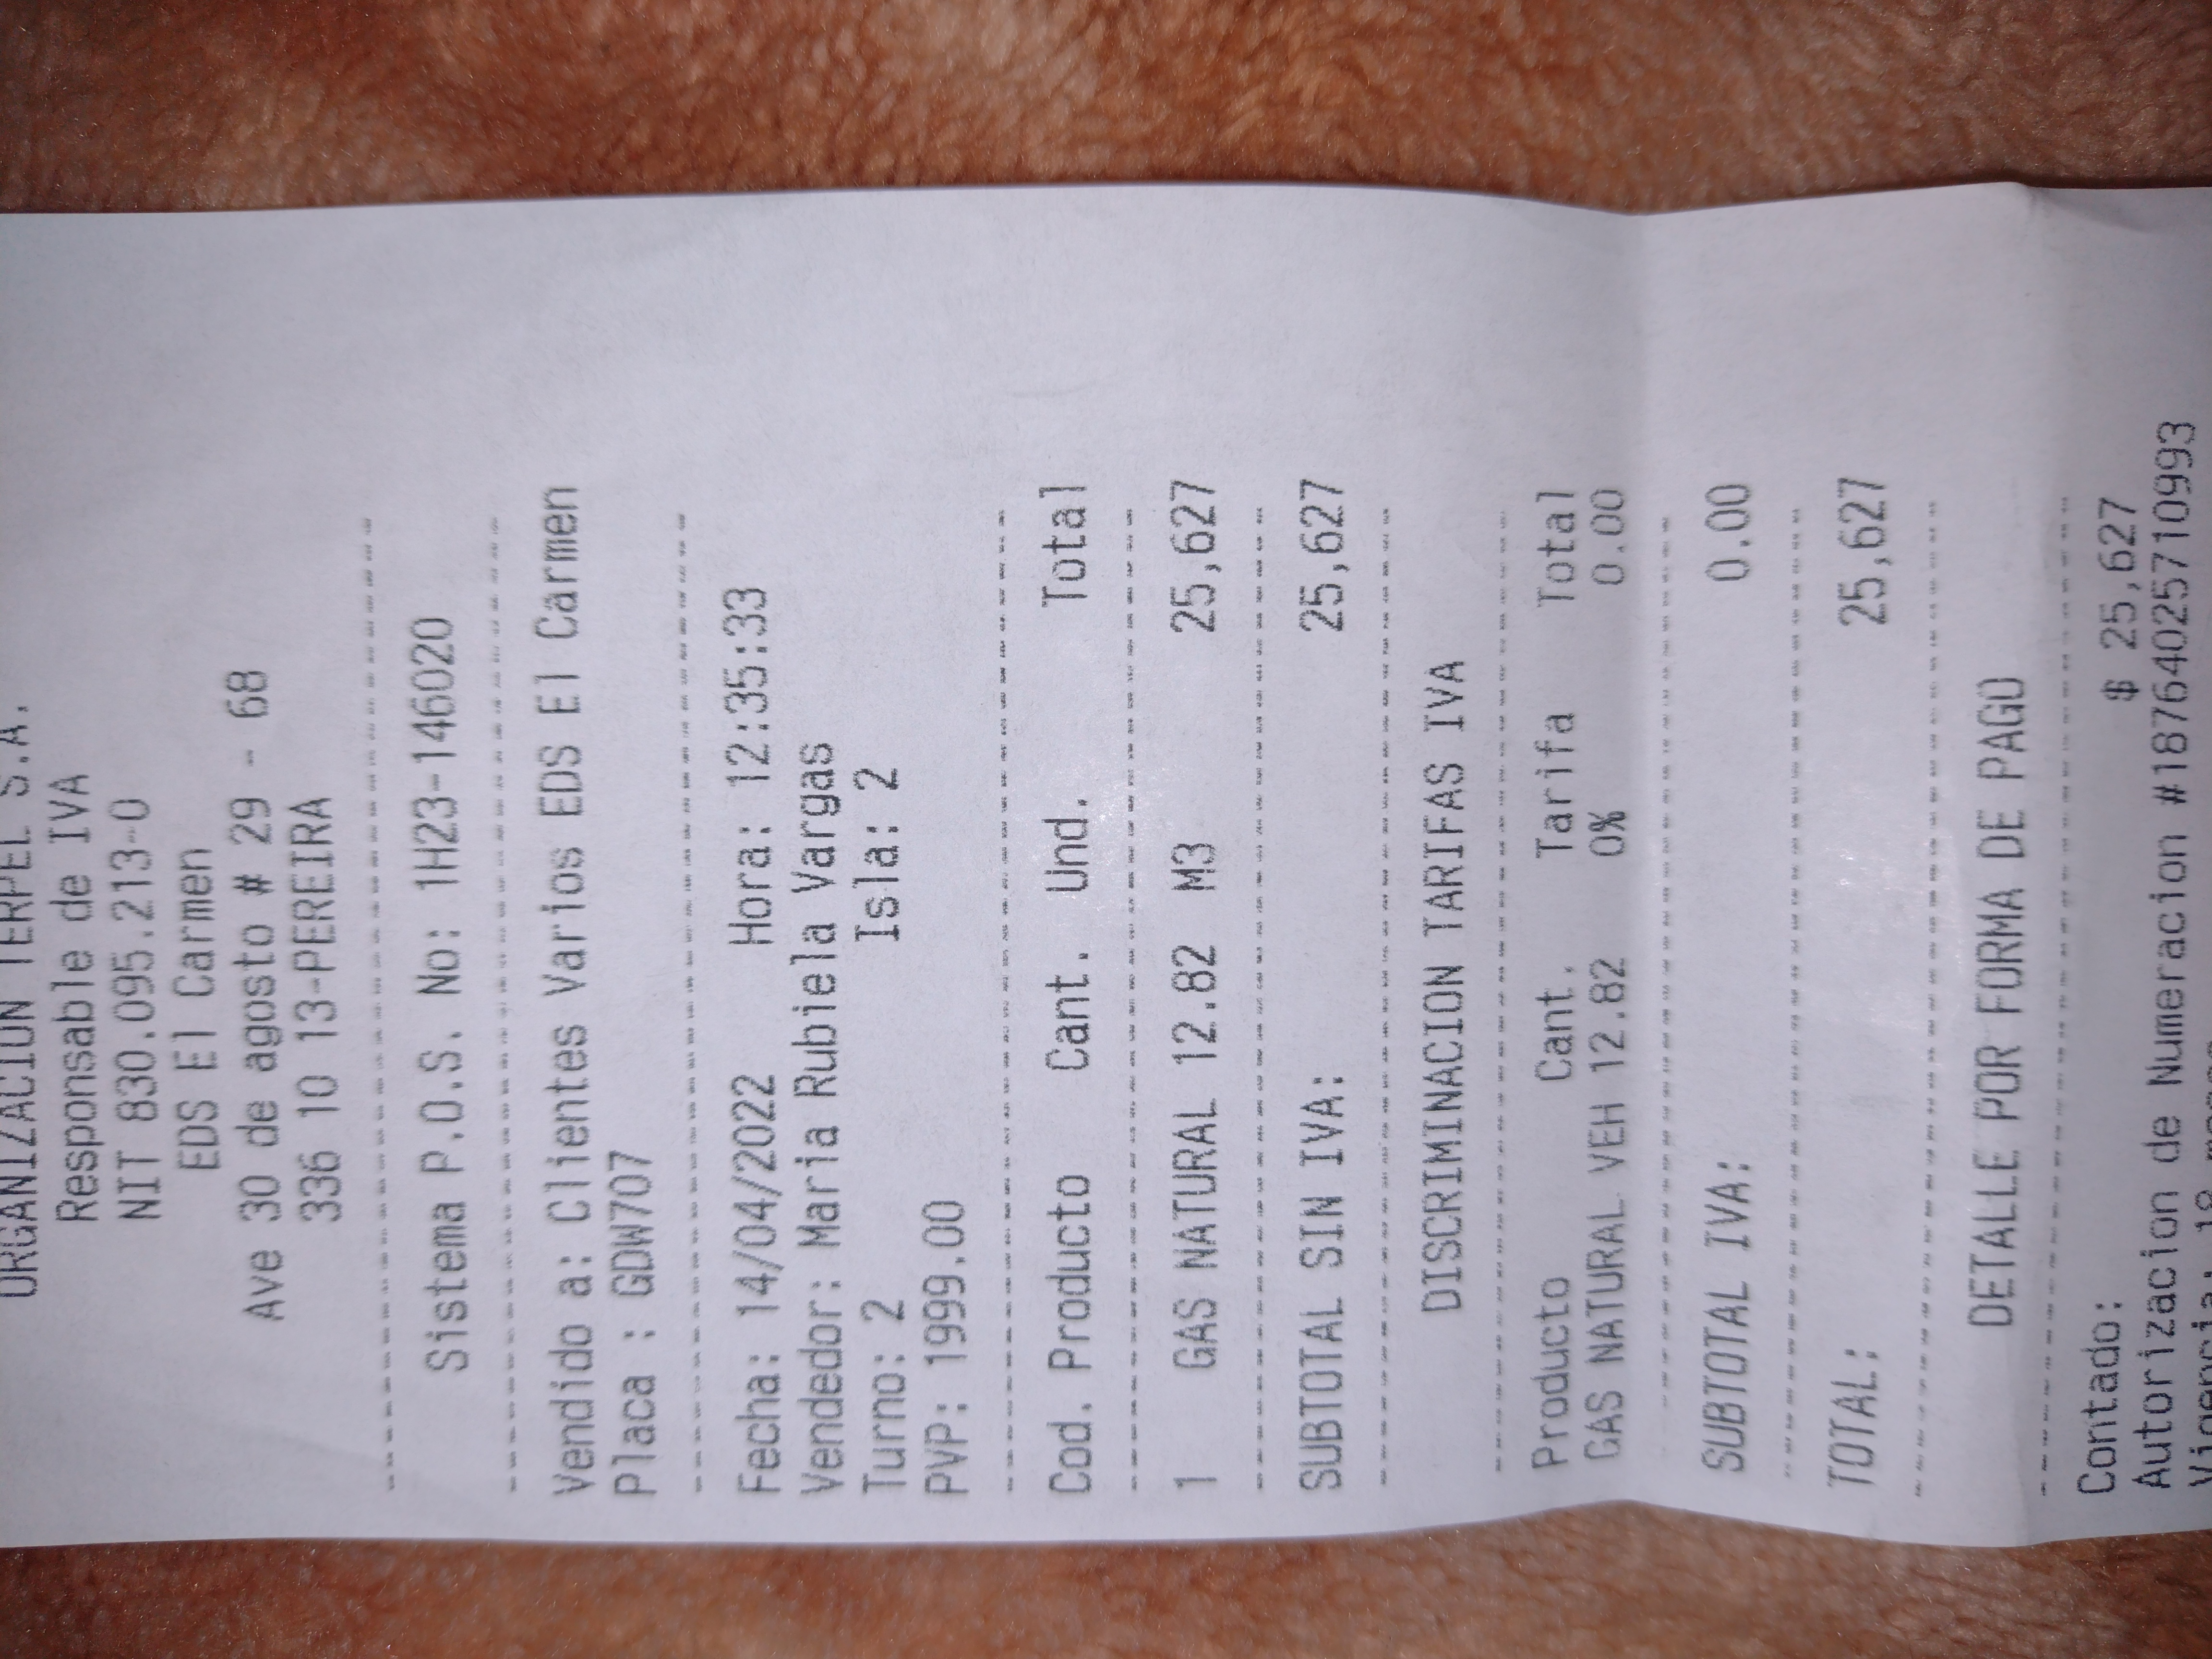 ORGANIZACION TERPEL S.A.
Responsable de IVA
NIT 830.095.213-0
EDS El Carmen
Ave 30 de agosto # 29 - 68
336 10 13-PEREIRA
Sistema P.O.S. No: 1H23-146020
Vendido a: Clientes Varios EDS El Carmen
Placa : GDW707
Fecha: 14/04/2022 Hora: 12:35:33
Vendedor: Maria Rubiela Vargas
Turno: 2 Isla: 2
PVP: 1999.00
Cod. Producto Cant. Und. Total
1 GAS NATURAL 12.82 M3 25,627
SUBTOTAL SIN IVA: 25,627
DISCRIMINACION TARIFAS IVA
Producto Cant. Tarifa Total
GAS NATURAL VEH 12.82 0% 0.00
SUBTOTAL IVA: 0.00
TOTAL: 25,627
DETALLE POR FORMA DE PAGO
Contado: $ 25,627
Autorizacion de Numeracion #18764025710993